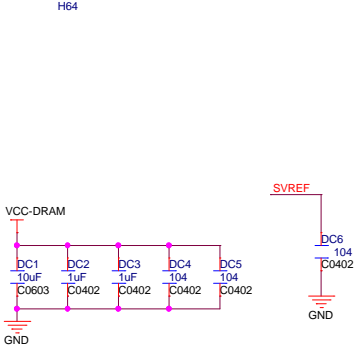 H64
SVREF
VCC-DRAM
DC6
104
C0402
DC1 DC2 DC3 DC4 DC5
10uF 1uF 1uF 104 104
C0603 C0402 C0402 C0402 C0402
GND
GND